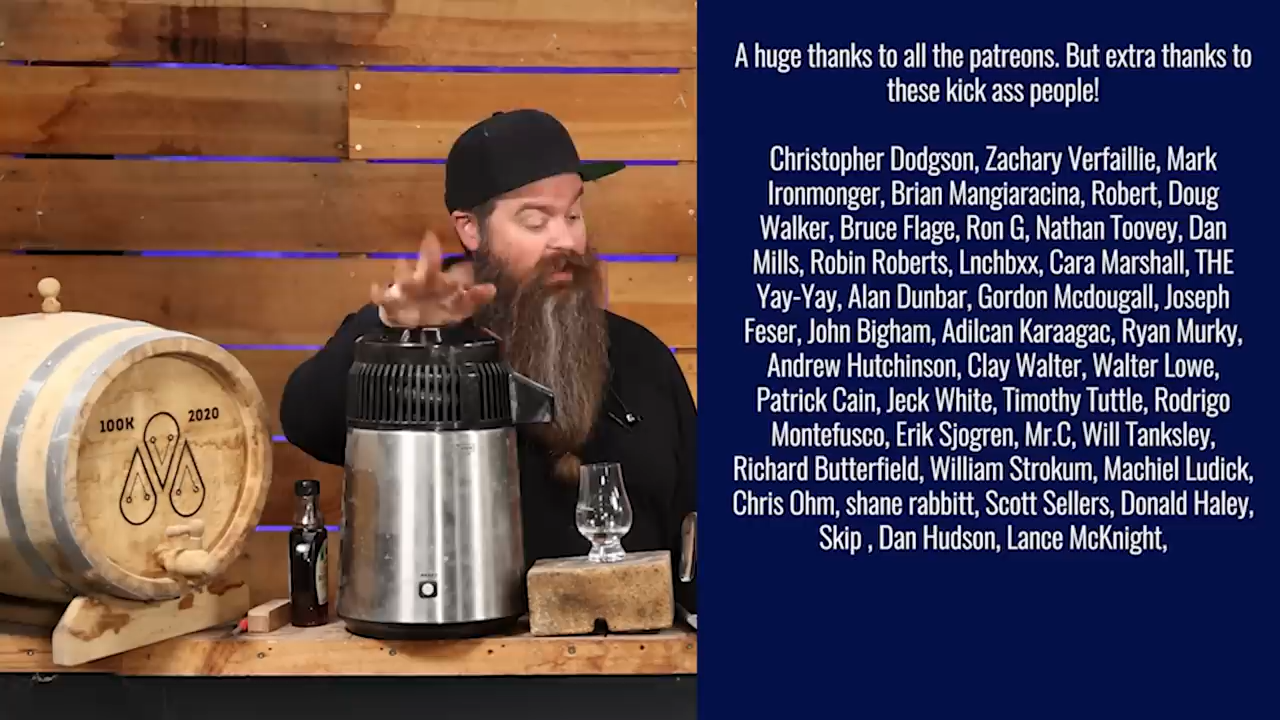 A huge thanks to all the patreons. But extra thanks to
these kick ass people!
Christopher Dodgson, Zachary Verfaillie, Mark
Ironmonger, Brian Mangiaracina, Robert, Doug
Walker, Bruce Flage, Ron G, Nathan Toovey, Dan
Mills, Robin Roberts, Lnchbxx, Cara Marshall, THE
Yay-Yay, Alan Dunbar, Gordon Mcdougall, Joseph
Feser, John Bigham, Adilcan Karaagac, Ryan Murky,
Andrew Hutchinson, Clay Walter, Walter Lowe,
Patrick Cain, Jeck White, Timothy Tuttle, Rodrigo
Montefusco, Erik Sjogren, Mr.C, Will Tanksley,
Richard Butterfield, William Strokum, Machiel Ludick,
Chris Ohm, shane rabbitt, Scott Sellers, Donald Haley,
Skip , Dan Hudson, Lance McKnight,
100K 2020